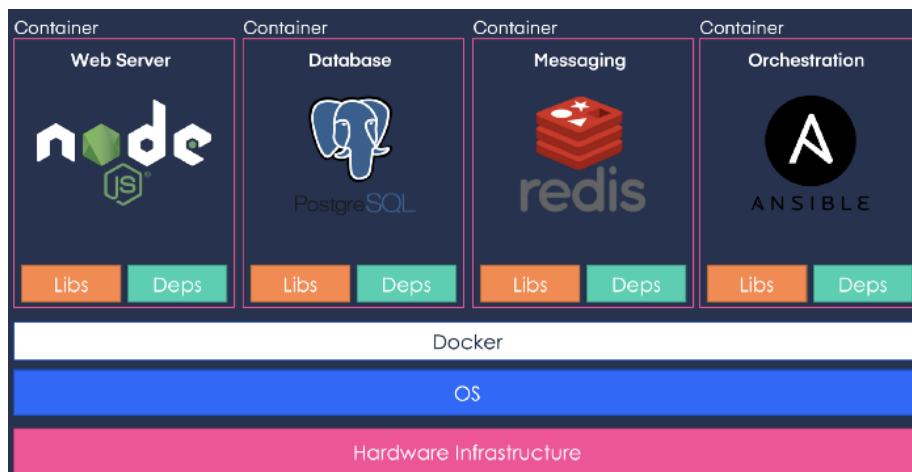 Container
Container
Container
Container
Web Server
Database
Messaging
Orchestration
node
JS
PostgreSQL
redis
ANSIBLE
Libs
Deps
Libs
Deps
Libs
Deps
Libs
Deps
Docker
OS
Hardware Infrastructure